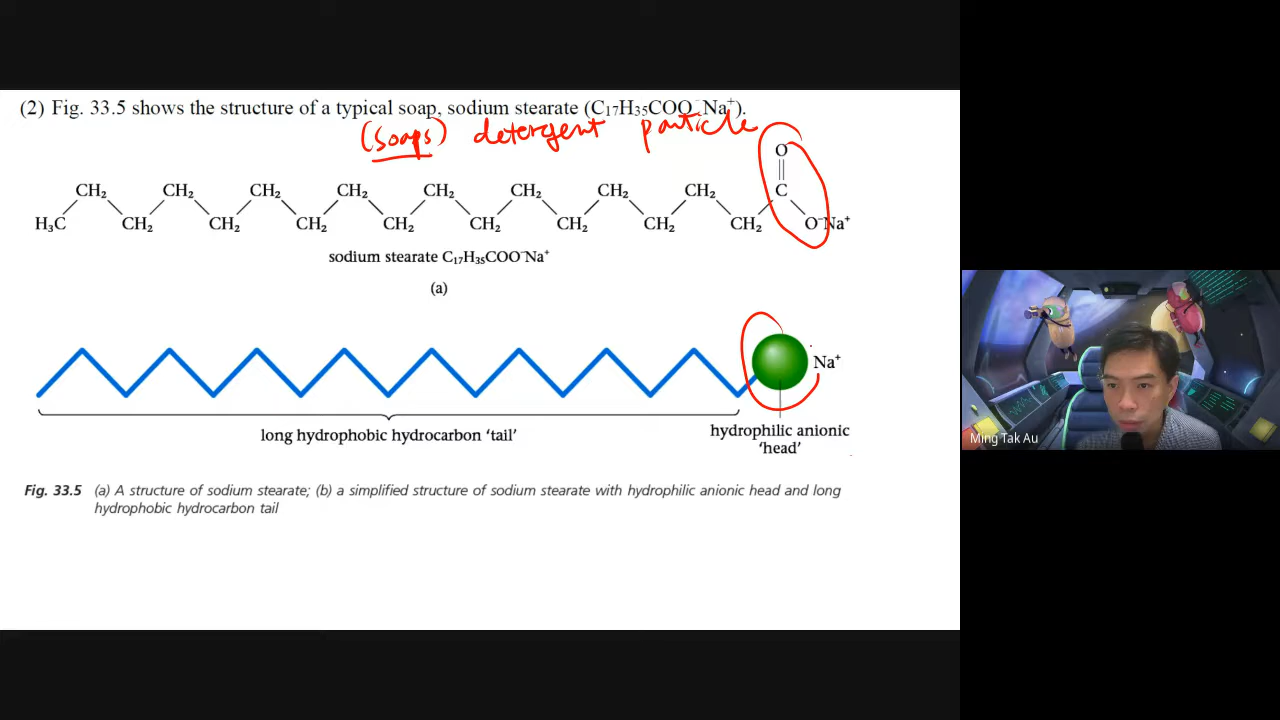 (2) Fig. 33.5 shows the structure of a typical soap, sodium stearate (C₁₇H₃₅COO⁻Na⁺).
(soaps) detergent particle
O
CH₂ CH₂ CH₂ CH₂ CH₂ CH₂ CH₂ CH₂ C
H₃C CH₂ CH₂ CH₂ CH₂ CH₂ CH₂ CH₂ CH₂ O⁻Na⁺
sodium stearate C₁₇H₃₅COO⁻Na⁺
(a)
Na⁺
long hydrophobic hydrocarbon 'tail'
hydrophilic anionic
'head'
Ming Tak Au
Fig. 33.5 (a) A structure of sodium stearate; (b) a simplified structure of sodium stearate with hydrophilic anionic head and long
hydrophobic hydrocarbon tail